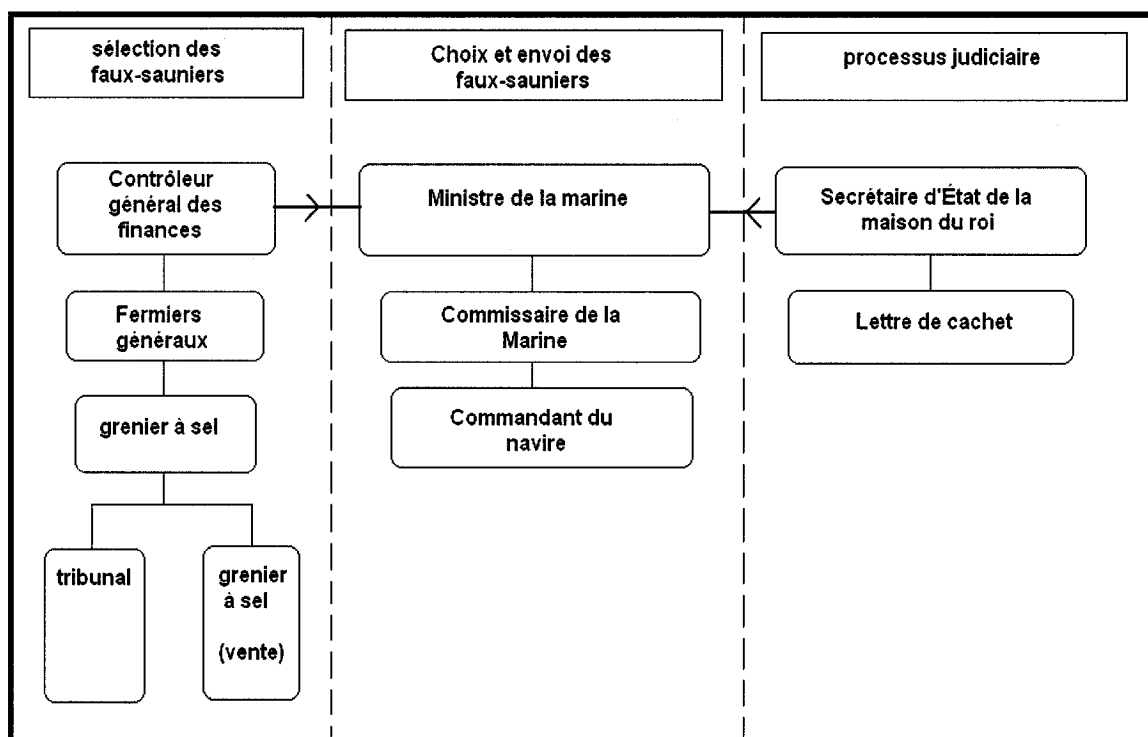 sélection des
faux-sauniers
Choix et envoi des
faux-sauniers
processus judiciaire
Contrôleur
général des
finances
Ministre de la marine
Secrétaire d'État de la
maison du roi
Fermiers
généraux
Commissaire de la
Marine
Lettre de cachet
grenier à sel
Commandant du
navire
tribunal
grenier
à sel
(vente)